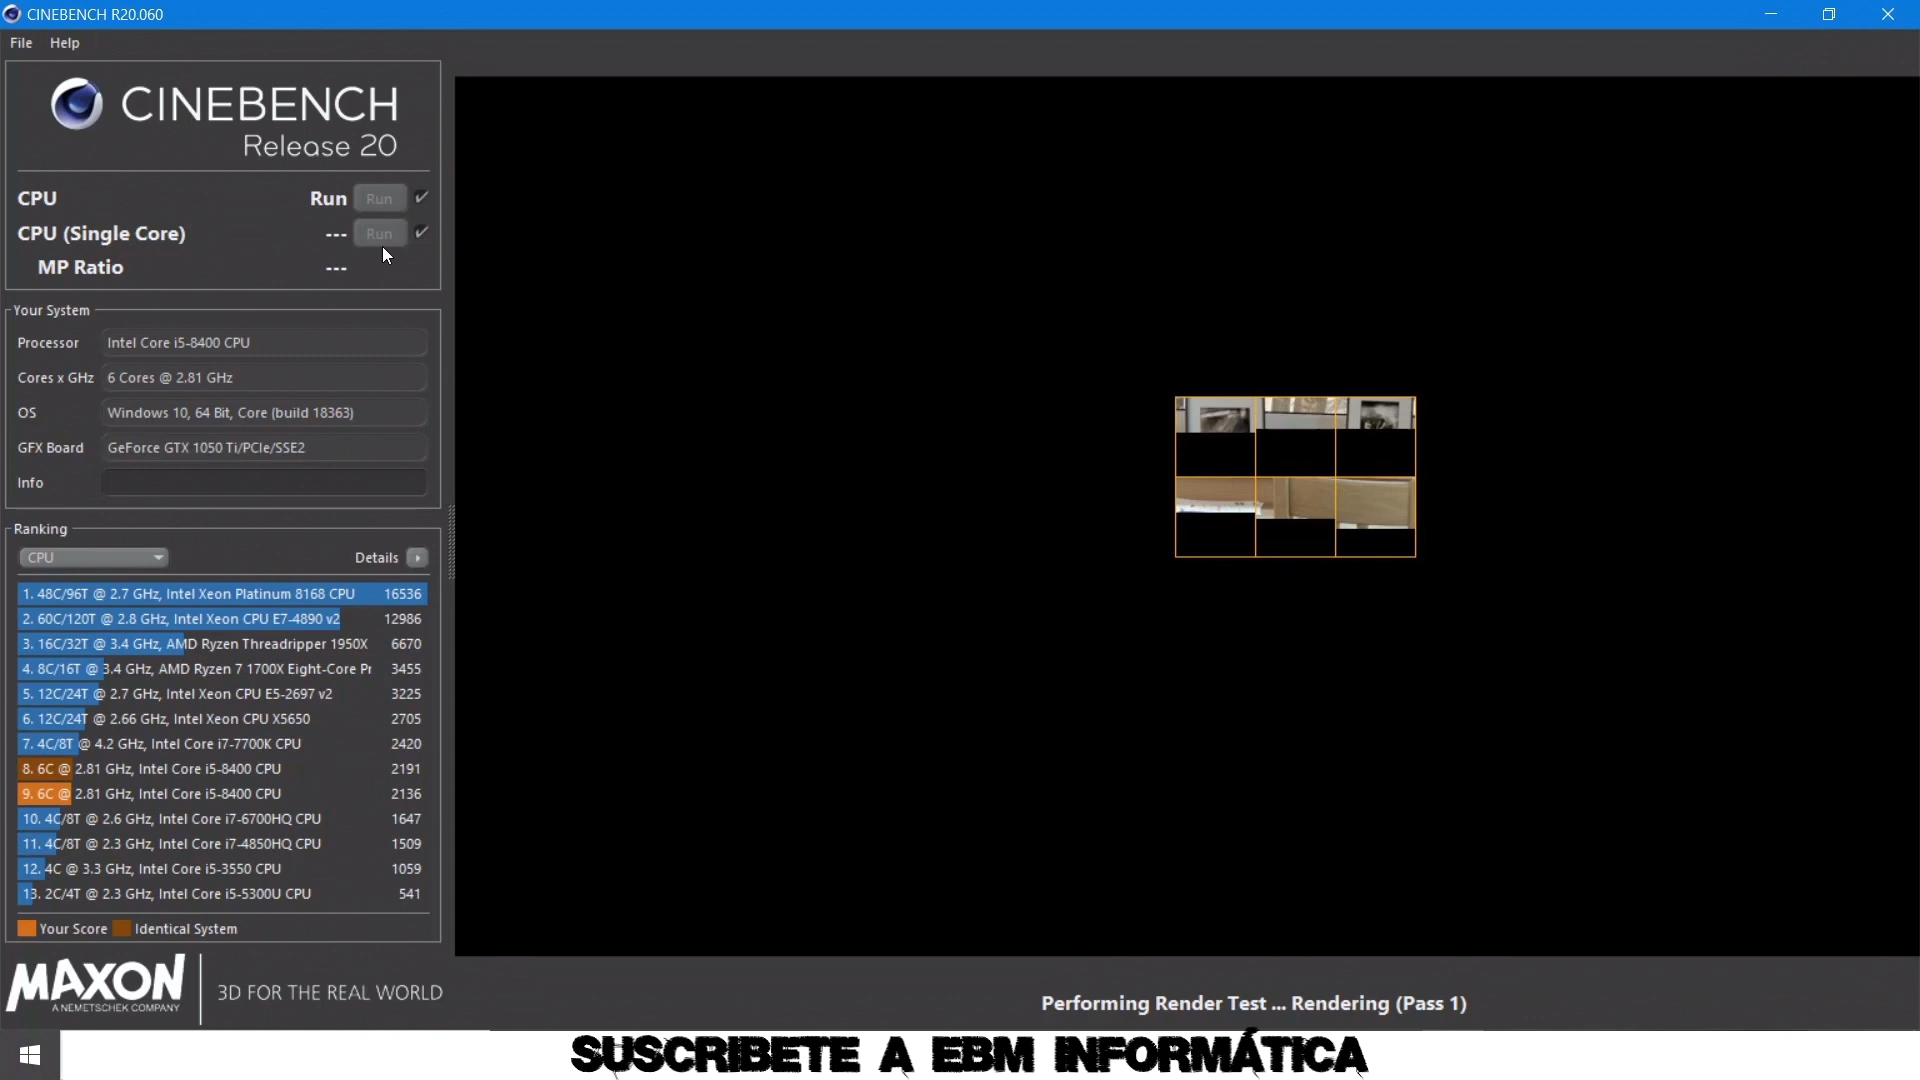 CINEBENCH R20.060
File Help
CINEBENCH
Release 20
CPU Run Run
CPU (Single Core) --- Run
MP Ratio ---
Your System
Processor Intel Core i5-8400 CPU
Cores x GHz 6 Cores @ 2.81 GHz
OS Windows 10, 64 Bit, Core (build 18363)
GFX Board GeForce GTX 1050 Ti/PCIe/SSE2
Info
Ranking
CPU Details
1. 48C/96T @ 2.7 GHz, Intel Xeon Platinum 8168 CPU 16536
2. 60C/120T @ 2.8 GHz, Intel Xeon CPU E7-4890 v2 12986
3. 16C/32T @ 3.4 GHz, AMD Ryzen Threadripper 1950X 6670
4. 8C/16T @ 3.4 GHz, AMD Ryzen 7 1700X Eight-Core Pr 3455
5. 12C/24T @ 2.7 GHz, Intel Xeon CPU E5-2697 v2 3225
6. 12C/24T @ 2.66 GHz, Intel Xeon CPU X5650 2705
7. 4C/8T @ 4.2 GHz, Intel Core i7-7700K CPU 2420
8. 6C @ 2.81 GHz, Intel Core i5-8400 CPU 2191
9. 6C @ 2.81 GHz, Intel Core i5-8400 CPU 2136
10. 4C/8T @ 2.6 GHz, Intel Core i7-6700HQ CPU 1647
11. 4C/8T @ 2.3 GHz, Intel Core i7-4850HQ CPU 1509
12. 4C @ 3.3 GHz, Intel Core i5-3550 CPU 1059
13. 2C/4T @ 2.3 GHz, Intel Core i5-5300U CPU 541
Your Score Identical System
MAXON
A NEMETSCHEK COMPANY
3D FOR THE REAL WORLD
Performing Render Test ... Rendering (Pass 1)
SUSCRIBETE A EBM INFORMÁTICA